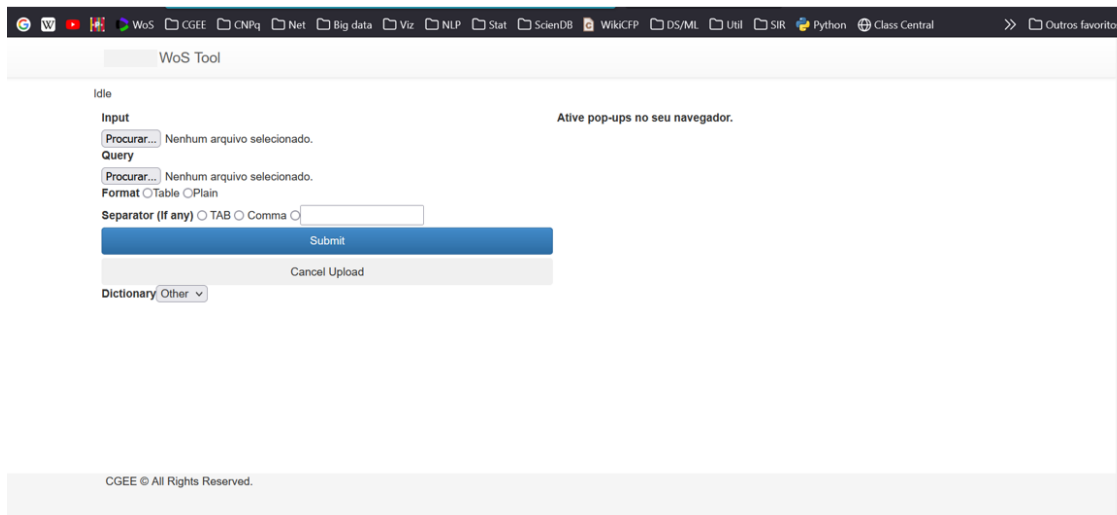 WoS CGEE CNPq Net Big data Viz NLP Stat ScienDB WikiCFP DS/ML Util SIR Python Class Central Outros favorito
WoS Tool
Idle
Input
Ative pop-ups no seu navegador.
Procurar... Nenhum arquivo selecionado.
Query
Procurar... Nenhum arquivo selecionado.
Format Table Plain
Separator (If any) TAB Comma
Submit
Cancel Upload
Dictionary Other
CGEE © All Rights Reserved.